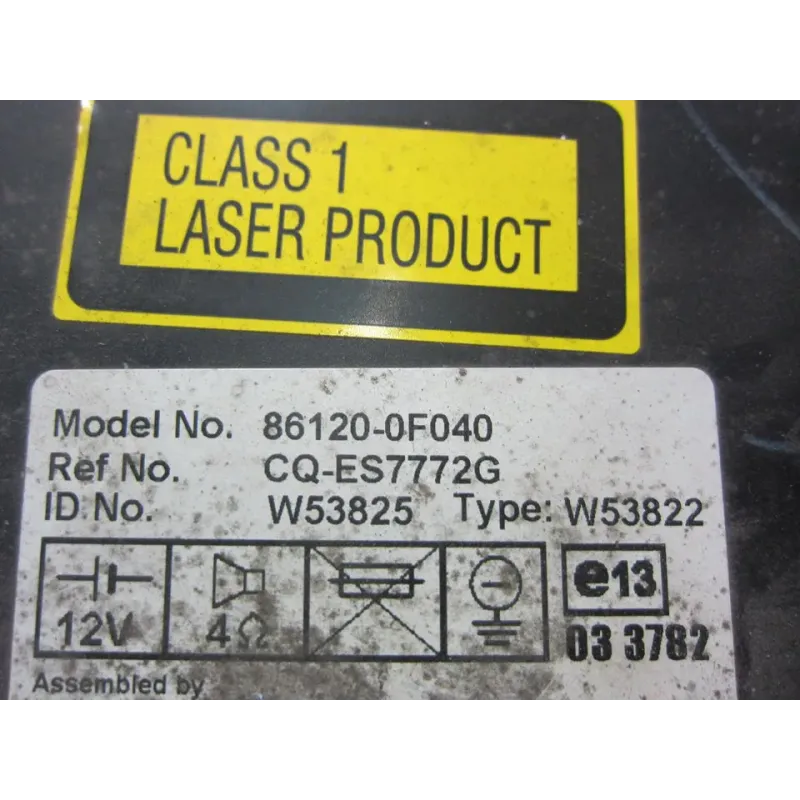 CLASS 1
LASER PRODUCT
Model No. 86120-0F040
Ref No. CQ-ES7772G
ID No. W53825 Type: W53822
12V 4Ω e13
03 3782
Assembled by